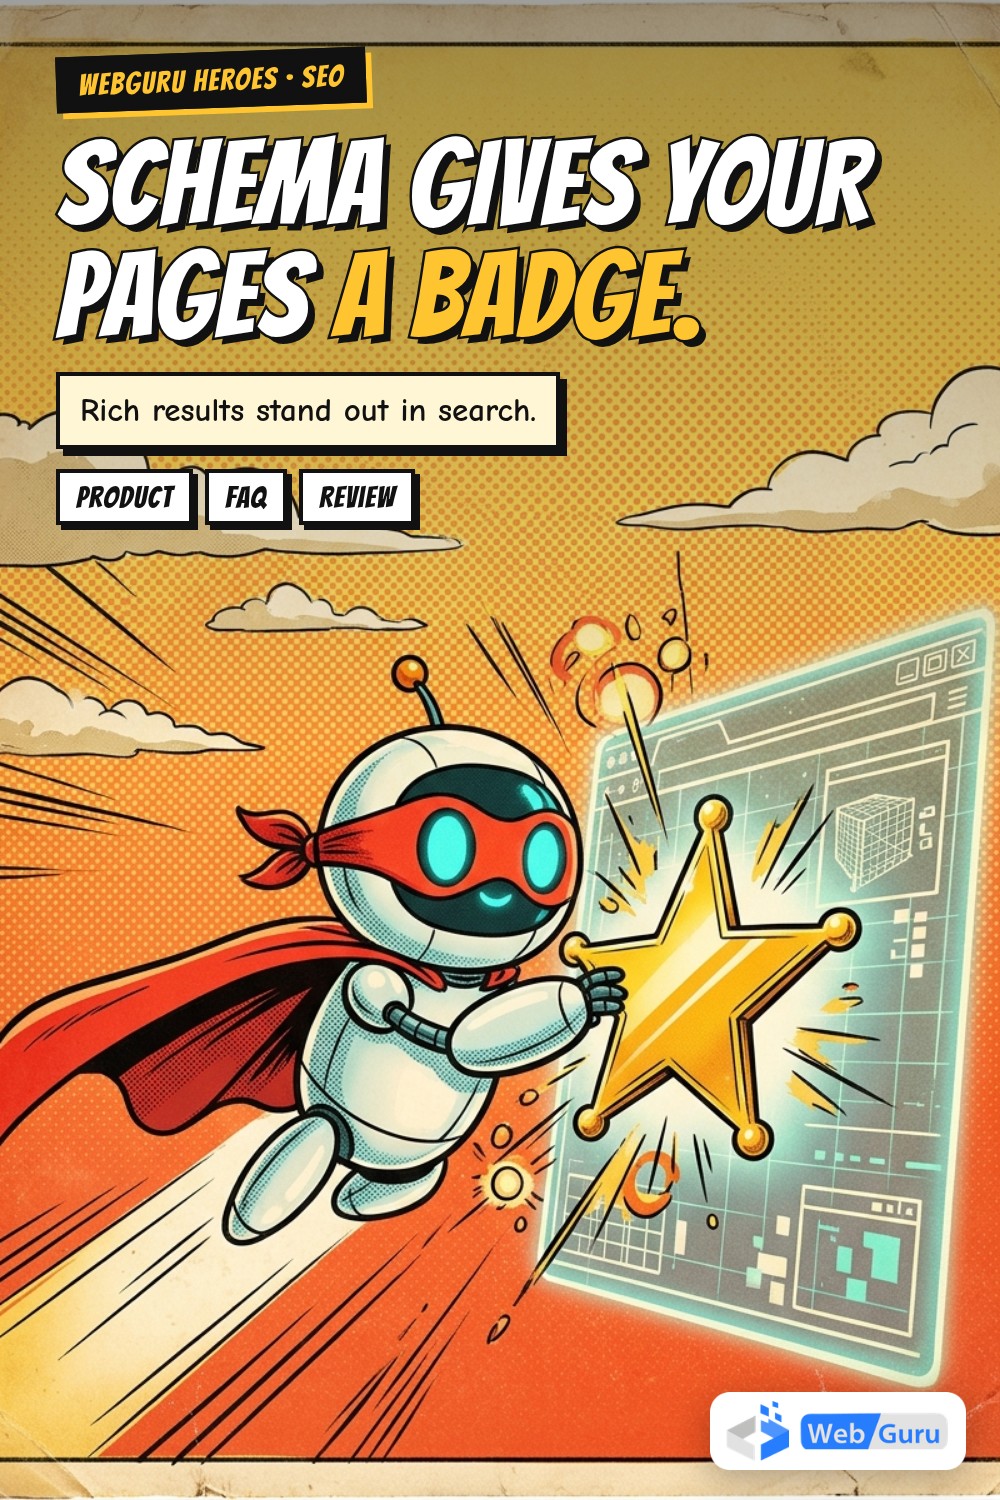 WEBGURU HEROES · SEO
SCHEMA GIVES YOUR
PAGES A BADGE.
Rich results stand out in search.
PRODUCT FAQ REVIEW
Web Guru